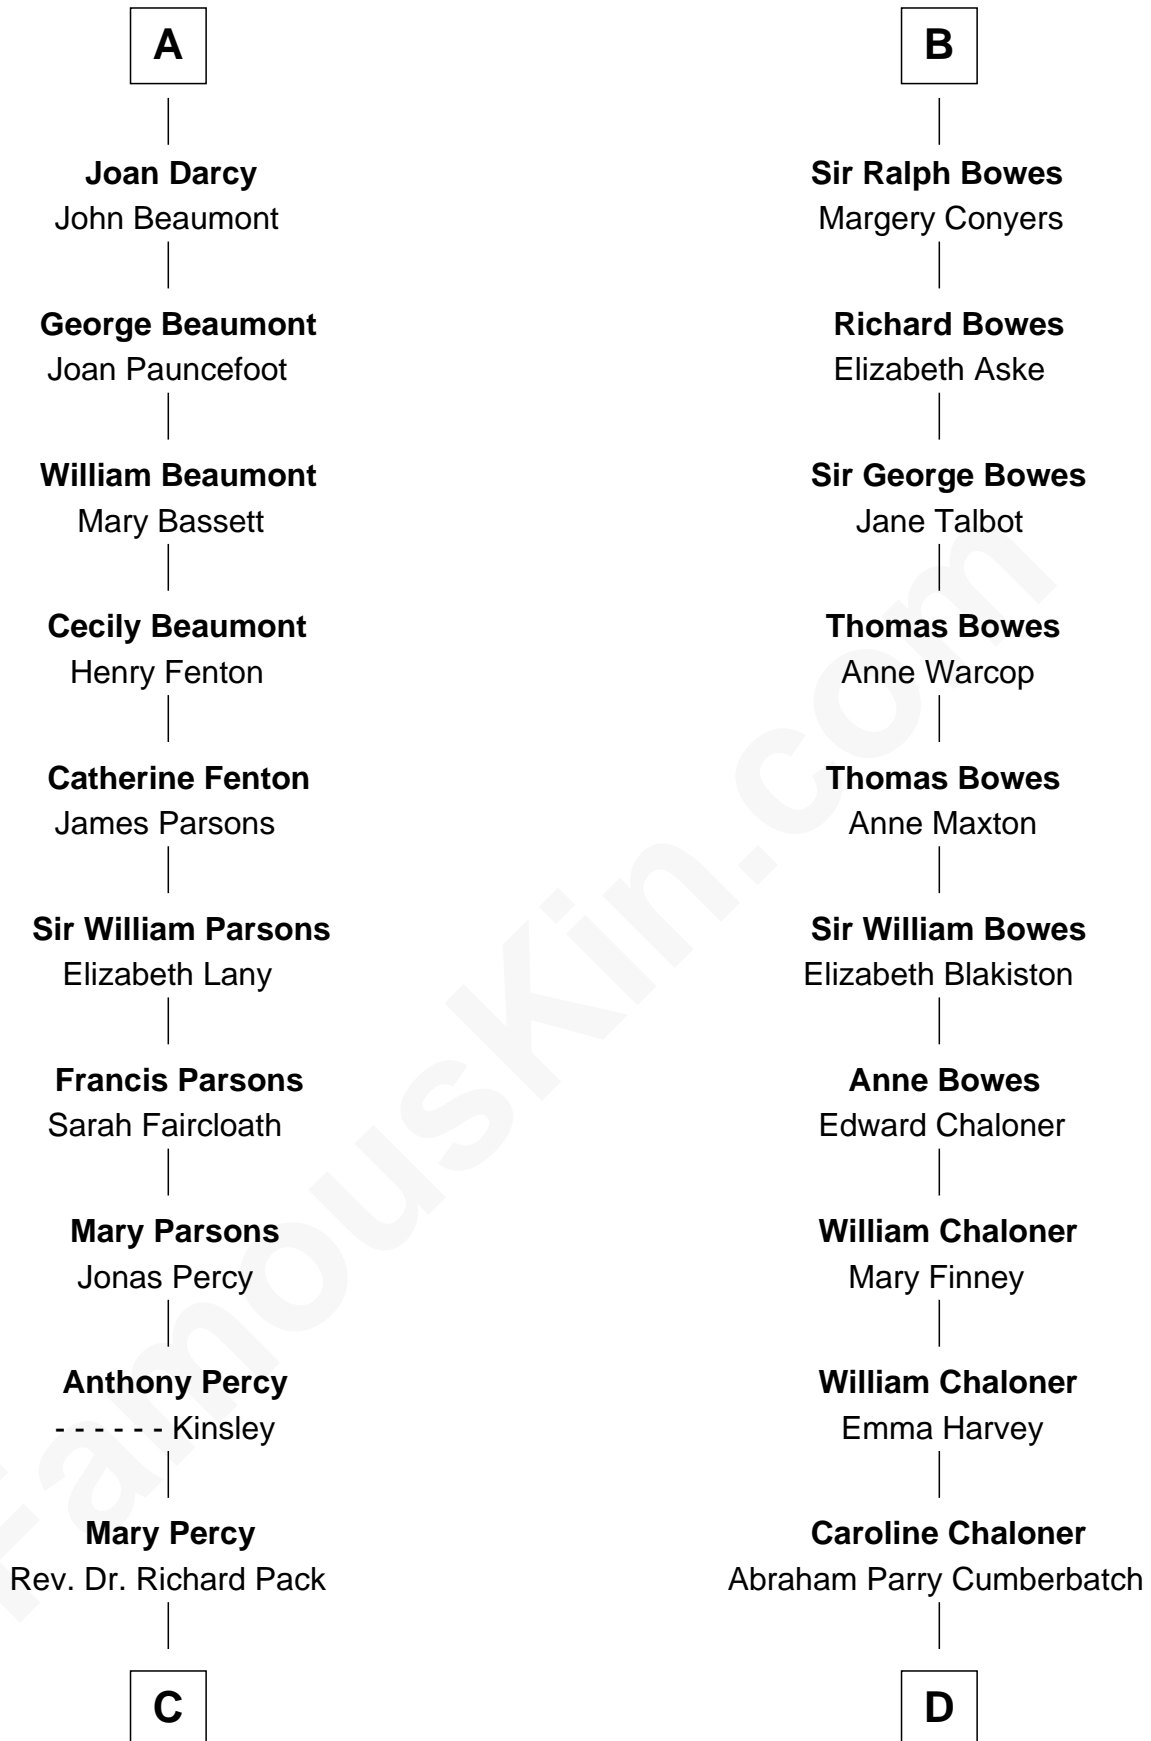 A
Joan Darcy
John Beaumont
George Beaumont
Joan Pauncefoot
William Beaumont
Mary Bassett
Cecily Beaumont
Henry Fenton
Catherine Fenton
James Parsons
Sir William Parsons
Elizabeth Lany
Francis Parsons
Sarah Faircloath
Mary Parsons
Jonas Percy
Anthony Percy
- - - - - - Kinsley
Mary Percy
Rev. Dr. Richard Pack
C
B
Sir Ralph Bowes
Margery Conyers
Richard Bowes
Elizabeth Aske
Sir George Bowes
Jane Talbot
Thomas Bowes
Anne Warcop
Thomas Bowes
Anne Maxton
Sir William Bowes
Elizabeth Blakiston
Anne Bowes
Edward Chaloner
William Chaloner
Mary Finney
William Chaloner
Emma Harvey
Caroline Chaloner
Abraham Parry Cumberbatch
D
FamousKin.com